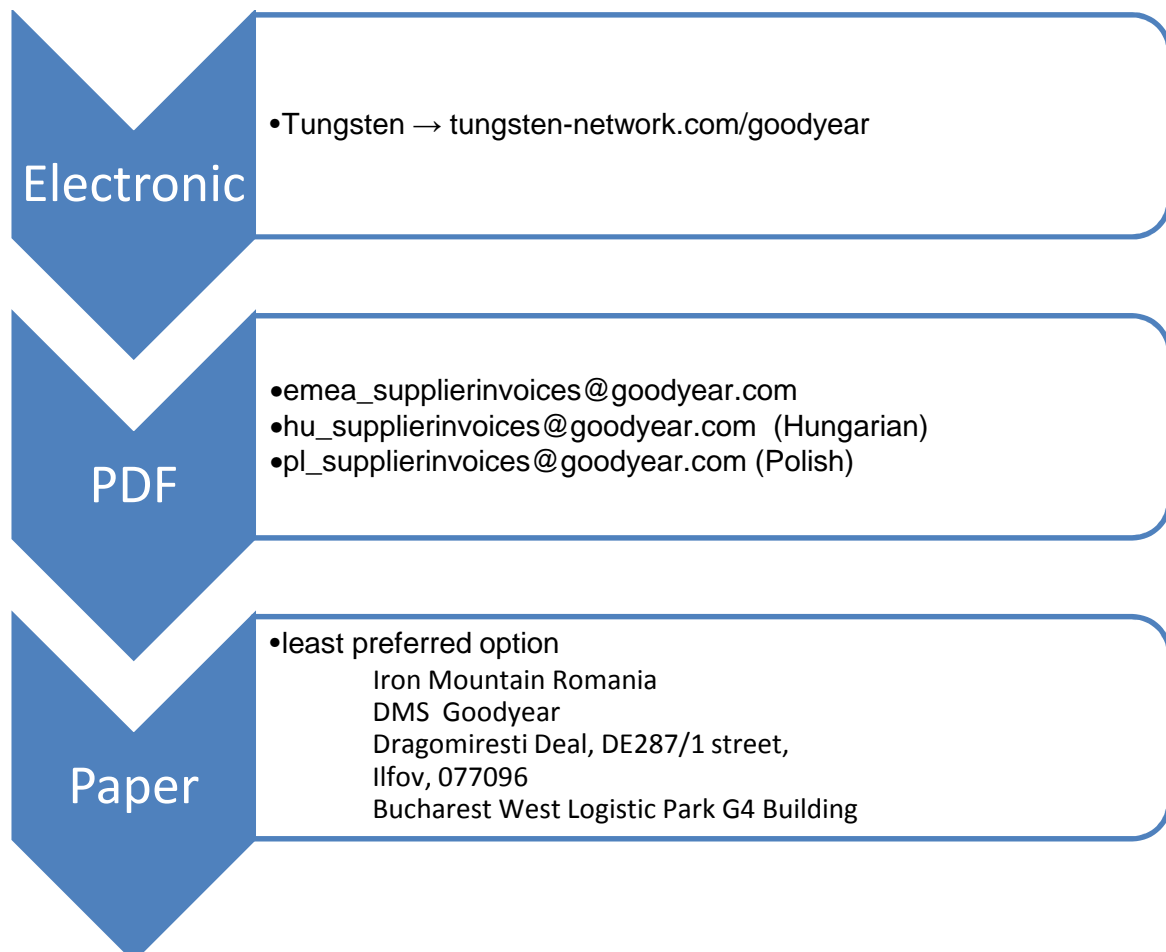 Electronic
•Tungsten → tungsten-network.com/goodyear
PDF
•emea_supplierinvoices@goodyear.com
•hu_supplierinvoices@goodyear.com (Hungarian)
•pl_supplierinvoices@goodyear.com (Polish)
Paper
•least preferred option
Iron Mountain Romania
DMS Goodyear
Dragomiresti Deal, DE287/1 street,
Ilfov, 077096
Bucharest West Logistic Park G4 Building